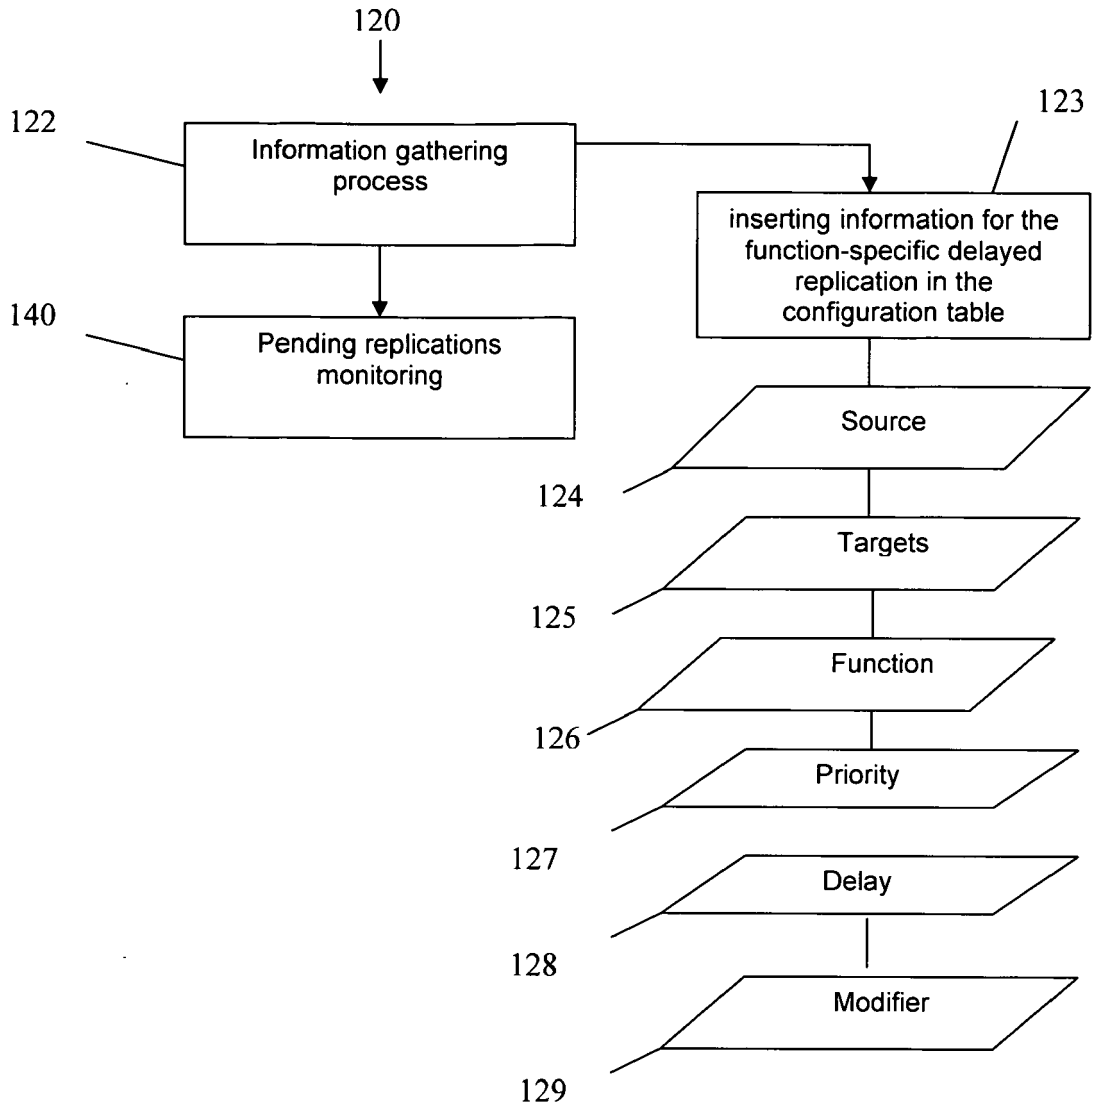 120
122
Information gathering
process
123
inserting information for the
function-specific delayed
replication in the
configuration table
140
Pending replications
monitoring
Source
124
Targets
125
Function
126
Priority
127
Delay
128
Modifier
129